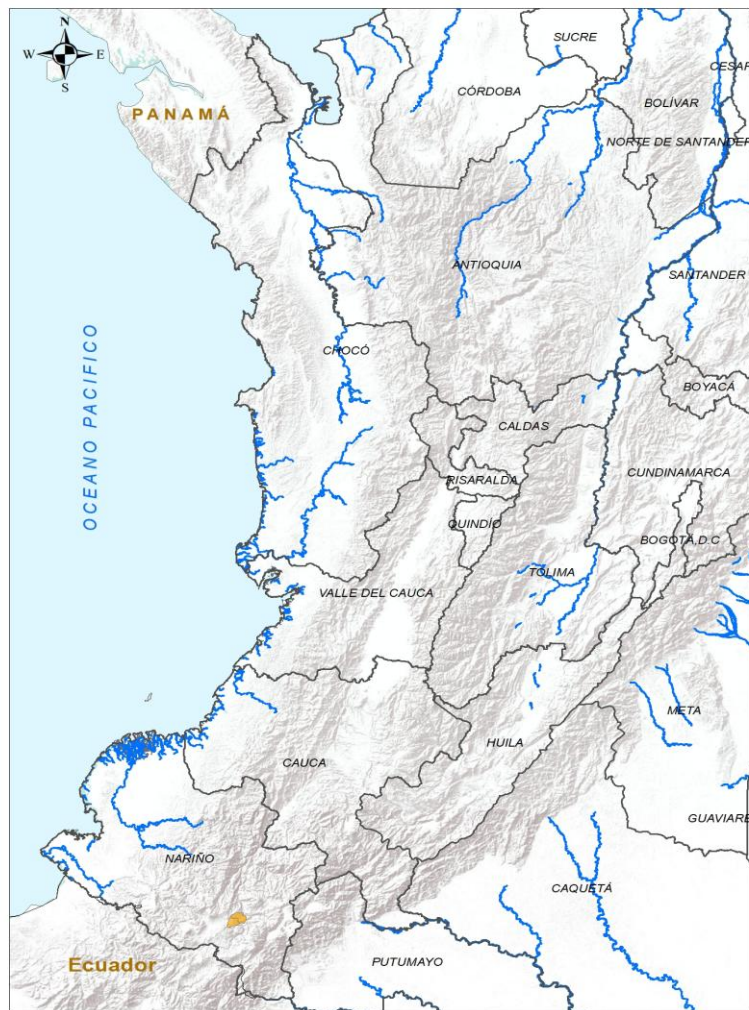 SUCRE
N
W E
S
CESAR
CÓRDOBA
BOLÍVAR
PANAMÁ
NORTE DE SANTANDER
ANTIOQUIA
SANTANDER
OCEANO PACIFICO
CHOCÓ
BOYACÁ
CALDAS
CUNDINAMARCA
RISARALDA
QUINDÍO
BOGOTÁ, D.C
TOLIMA
VALLE DEL CAUCA
META
HUILA
CAUCA
GUAVIARE
NARIÑO
CAQUETÁ
Ecuador
PUTUMAYO